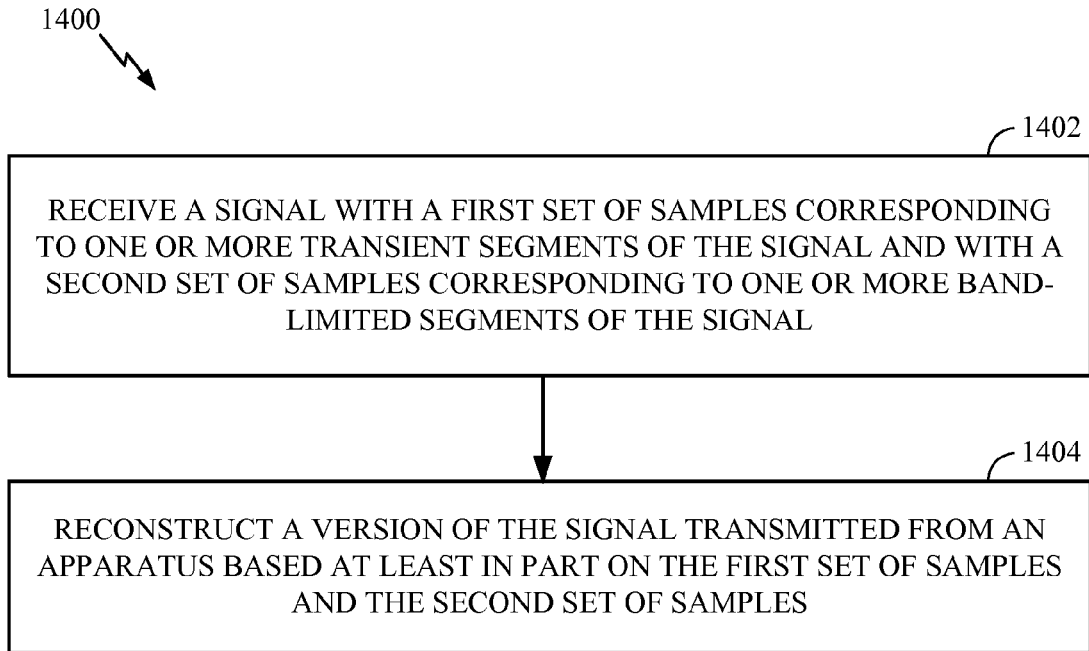 1400
1402
RECEIVE A SIGNAL WITH A FIRST SET OF SAMPLES CORRESPONDING
TO ONE OR MORE TRANSIENT SEGMENTS OF THE SIGNAL AND WITH A
SECOND SET OF SAMPLES CORRESPONDING TO ONE OR MORE BAND-
LIMITED SEGMENTS OF THE SIGNAL
1404
RECONSTRUCT A VERSION OF THE SIGNAL TRANSMITTED FROM AN
APPARATUS BASED AT LEAST IN PART ON THE FIRST SET OF SAMPLES
AND THE SECOND SET OF SAMPLES